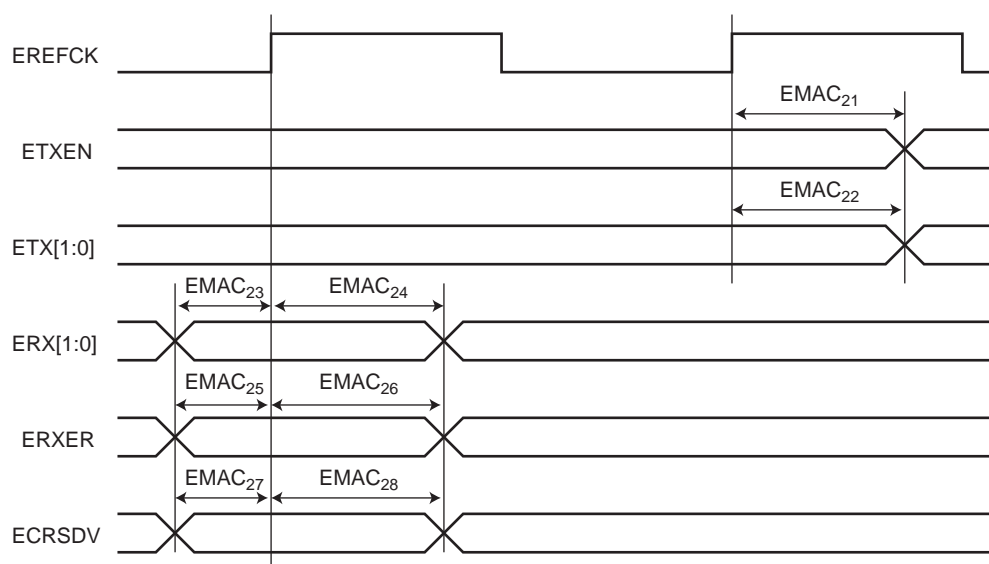 EREFCK
EMAC21
ETXEN
EMAC22
ETX[1:0]
EMAC23 EMAC24
ERX[1:0]
EMAC25 EMAC26
ERXER
EMAC27 EMAC28
ECRSDV